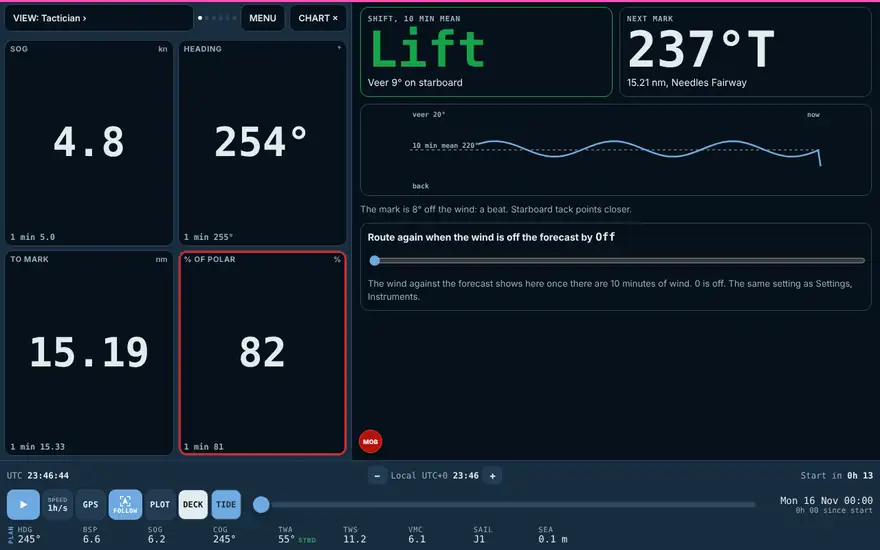 VIEW: Tactician ›
MENU
CHART ×
SOG kn
4.8
1 min 5.0
HEADING °
254°
1 min 255°
TO MARK nm
15.19
1 min 15.33
% OF POLAR %
82
1 min 81
SHIFT, 10 MIN MEAN
Lift
Veer 9° on starboard
NEXT MARK
237°T
15.21 nm, Needles Fairway
veer 20° now
10 min mean 220°
back
The mark is 8° off the wind: a beat. Starboard tack points closer.
Route again when the wind is off the forecast by Off
The wind against the forecast shows here once there are 10 minutes of wind. 0 is off. The same setting as Settings,
Instruments.
MOB
UTC 23:46:44
− Local UTC+0 23:46 +
Start in 0h 13
SPEED
1h/s
GPS
A
FOLLOW
PLOT
DECK
TIDE
Mon 16 Nov 00:00
0h 00 since start
PLAN
HDG BSP SOG COG TWA TWS VMC SAIL SEA
245° 6.6 6.2 245° 55° STBD 11.2 6.1 J1 0.1 m